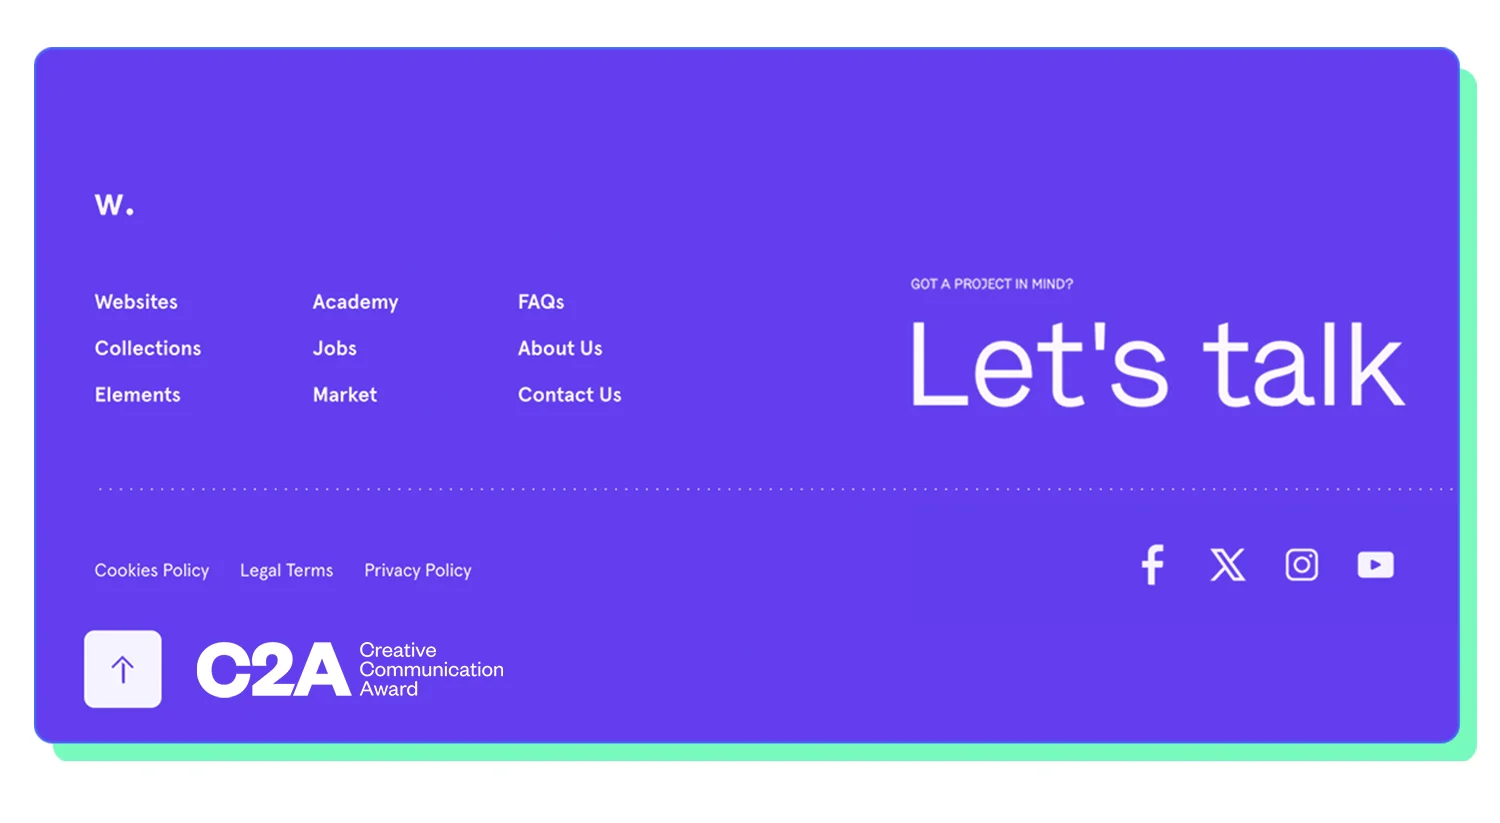 w.
Websites
Collections
Elements
Academy
Jobs
Market
FAQs
About Us
Contact Us
GOT A PROJECT IN MIND?
Let's talk
Cookies Policy
Legal Terms
Privacy Policy
C2A
Creative
Communication
Award